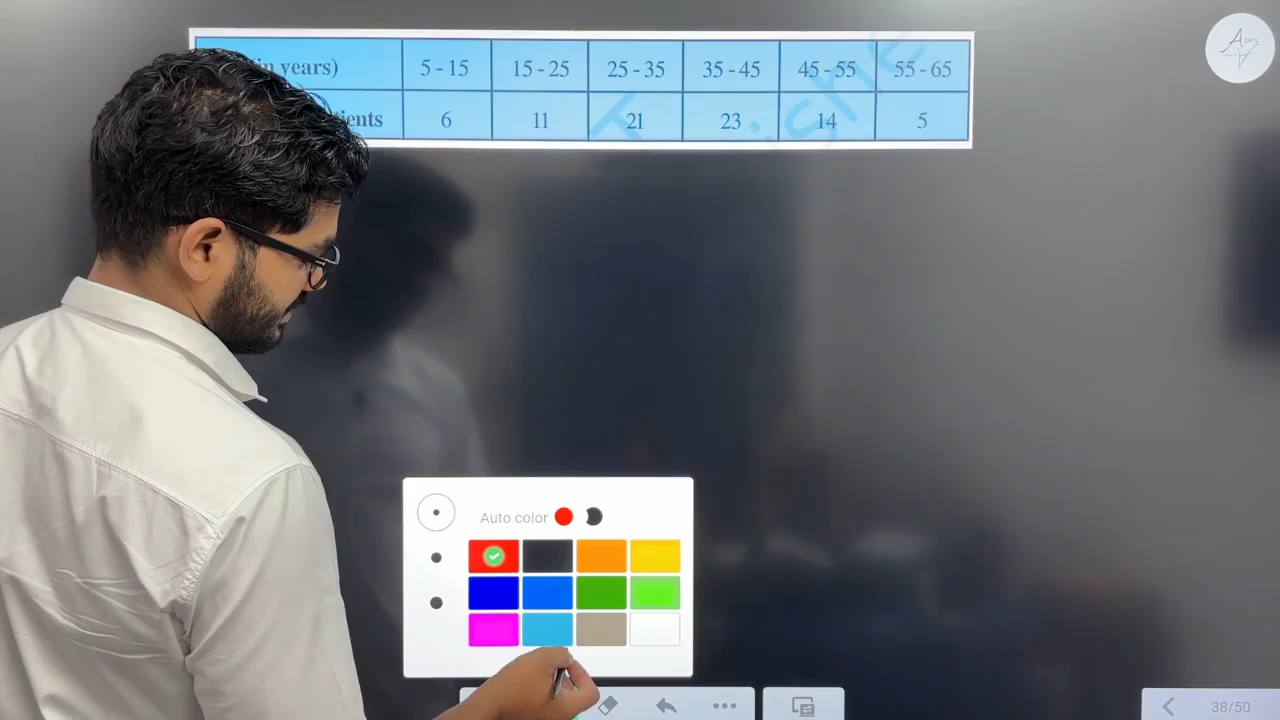 in years) 5 - 15 15 - 25 25 - 35 35 - 45 45 - 55 55 - 65
6 11 21 23 14 5
Auto color
38/50